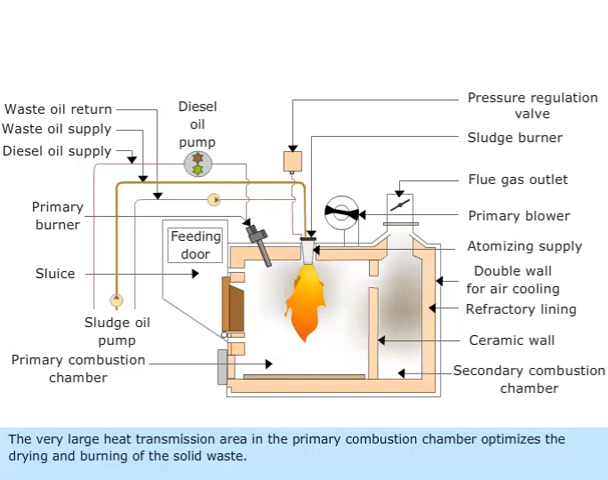 Waste oil return
Waste oil supply
Diesel oil supply
Diesel
oil
pump
Primary
burner
Feeding
door
Sluice
Sludge oil
pump
Primary combustion
chamber
Pressure regulation
valve
Sludge burner
Flue gas outlet
Primary blower
Atomizing supply
Double wall
for air cooling
Refractory lining
Ceramic wall
Secondary combustion
chamber
The very large heat transmission area in the primary combustion chamber optimizes the
drying and burning of the solid waste.